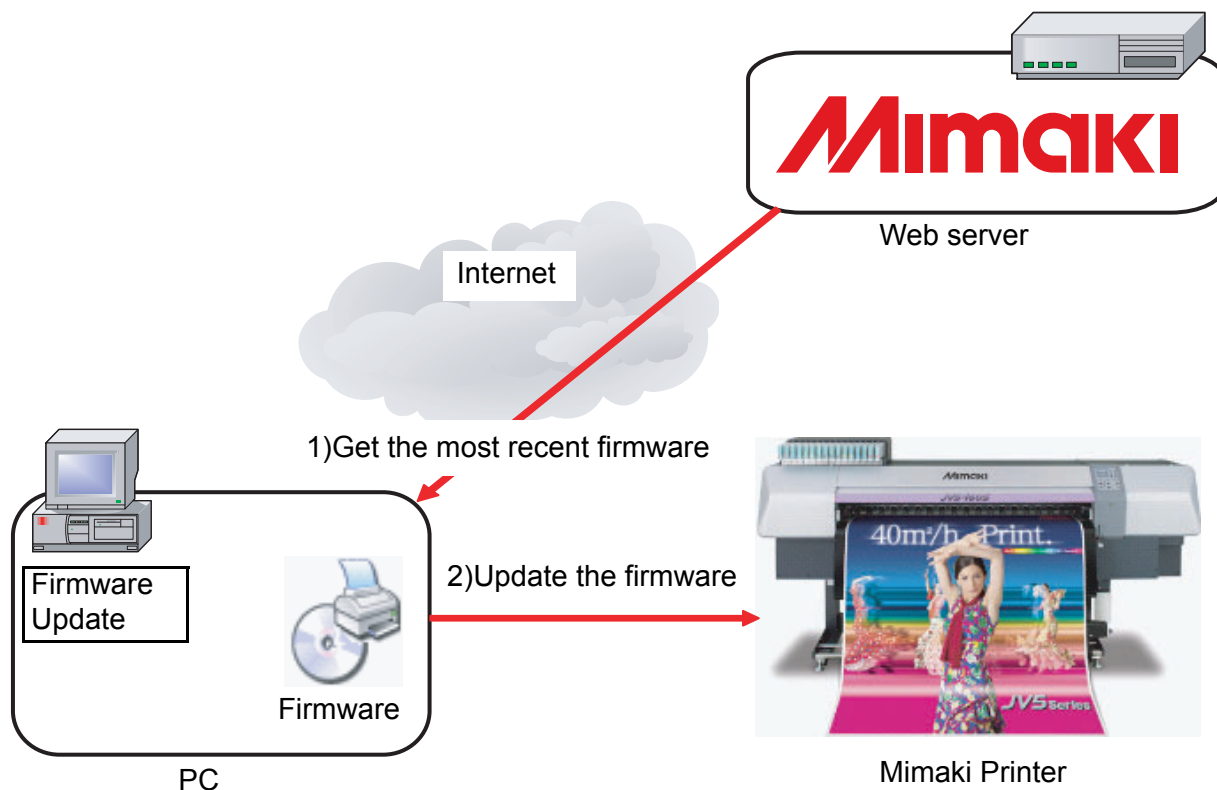 Mimaki
Web server
Internet
1)Get the most recent firmware
Firmware
Update
Firmware
PC
2)Update the firmware
Mimaki
40m²/h Print.
JV5 Series
Mimaki Printer